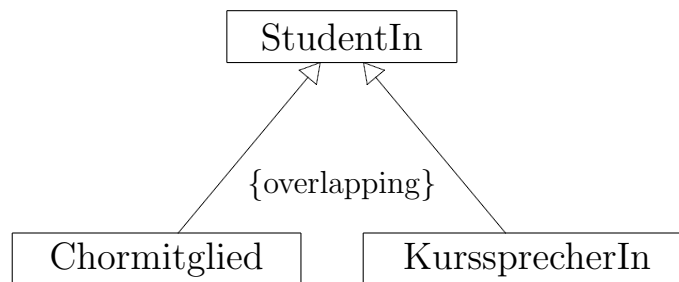 StudentIn
{overlapping}
Chormitglied
KurssprecherIn